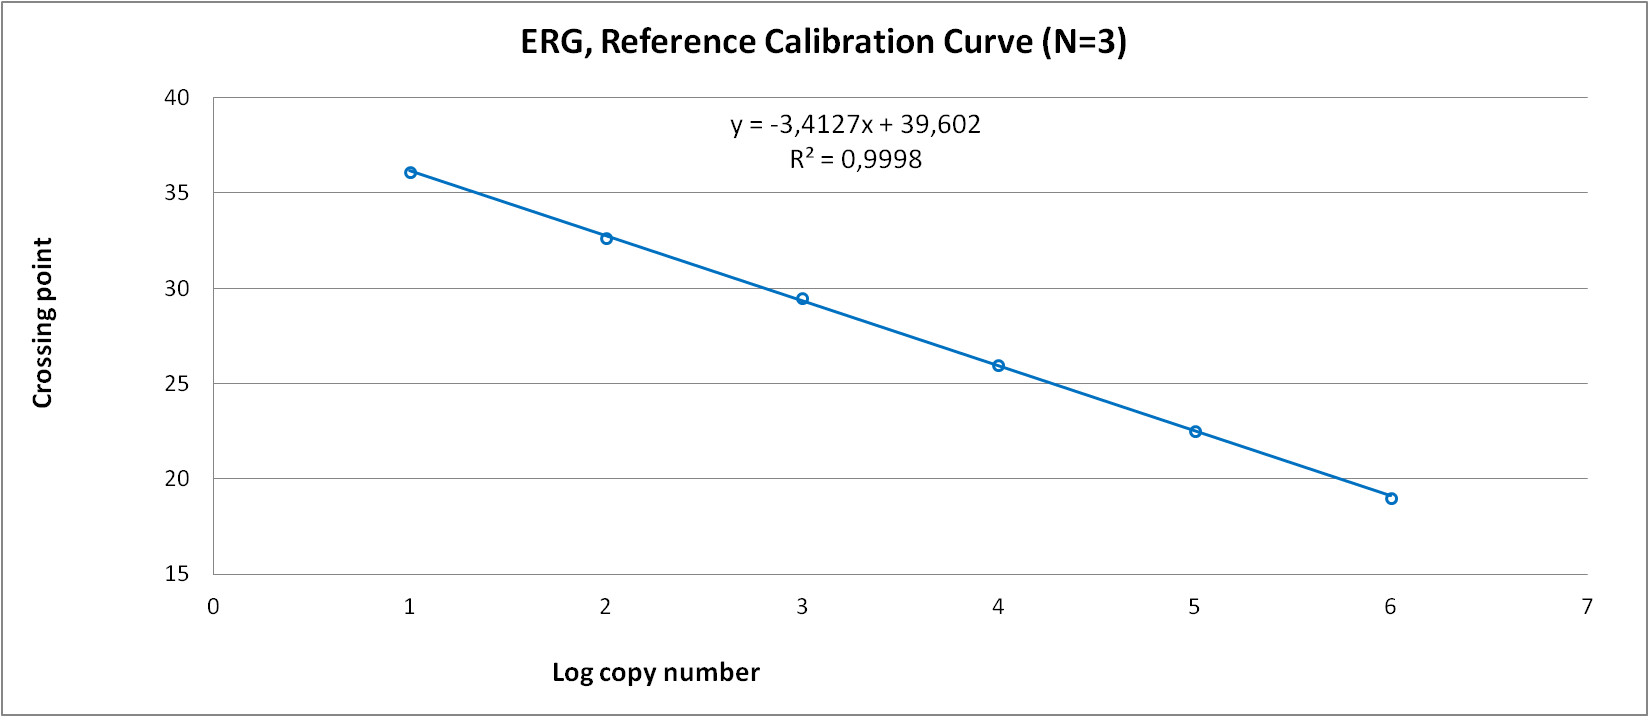 ERG, Reference Calibration Curve (N=3)
y = -3,4127x + 39,602
R² = 0,9998
40
35
30
25
20
15
Crossing point
0 1 2 3 4 5 6 7
Log copy number